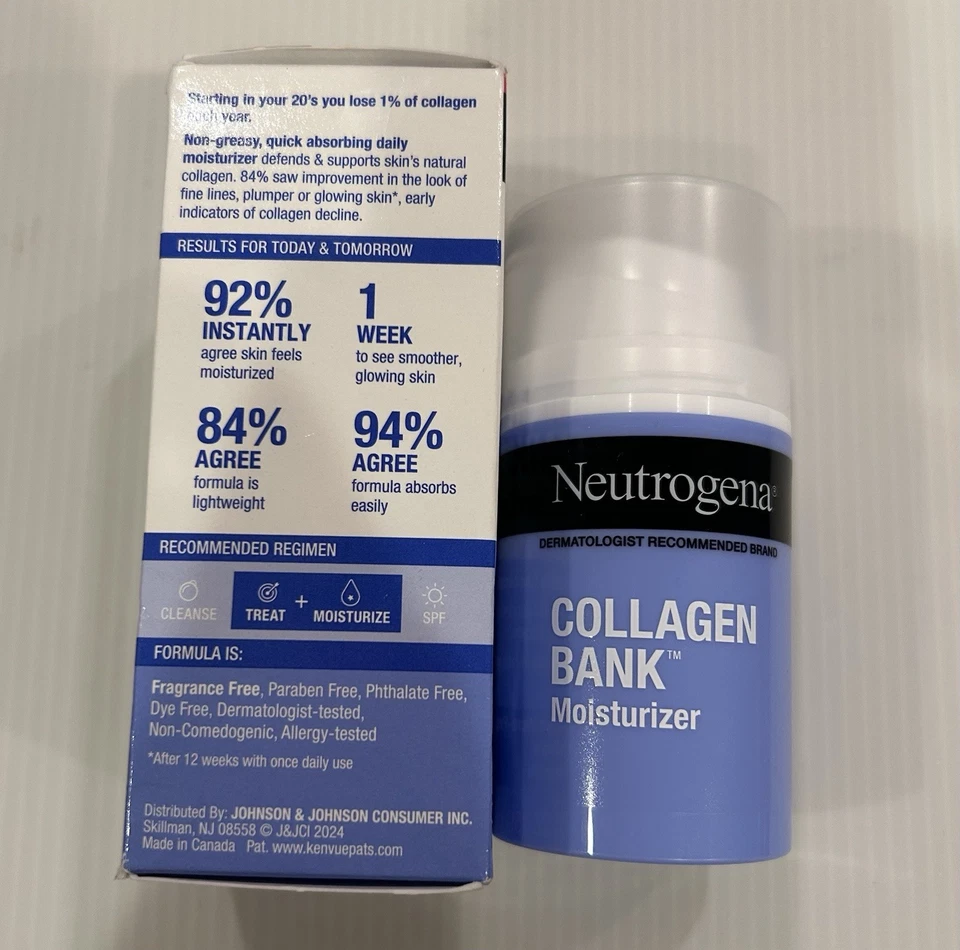 Starting in your 20's you lose 1% of collagen
each year.
Non-greasy, quick absorbing daily
moisturizer defends & supports skin's natural
collagen. 84% saw improvement in the look of
fine lines, plumper or glowing skin*, early
indicators of collagen decline.
RESULTS FOR TODAY & TOMORROW
92%
INSTANTLY
agree skin feels
moisturized
1
WEEK
to see smoother,
glowing skin
84%
AGREE
formula is
lightweight
94%
AGREE
formula absorbs
easily
RECOMMENDED REGIMEN
CLEANSE
TREAT + MOISTURIZE
SPF
FORMULA IS:
Fragrance Free, Paraben Free, Phthalate Free,
Dye Free, Dermatologist-tested,
Non-Comedogenic, Allergy-tested
*After 12 weeks with once daily use
Distributed By: JOHNSON & JOHNSON CONSUMER INC.
Skillman, NJ 08558 © J&JCI 2024
Made in Canada Pat. www.kenvuepats.com
Neutrogena®
DERMATOLOGIST RECOMMENDED BRAND
COLLAGEN
BANK™
Moisturizer